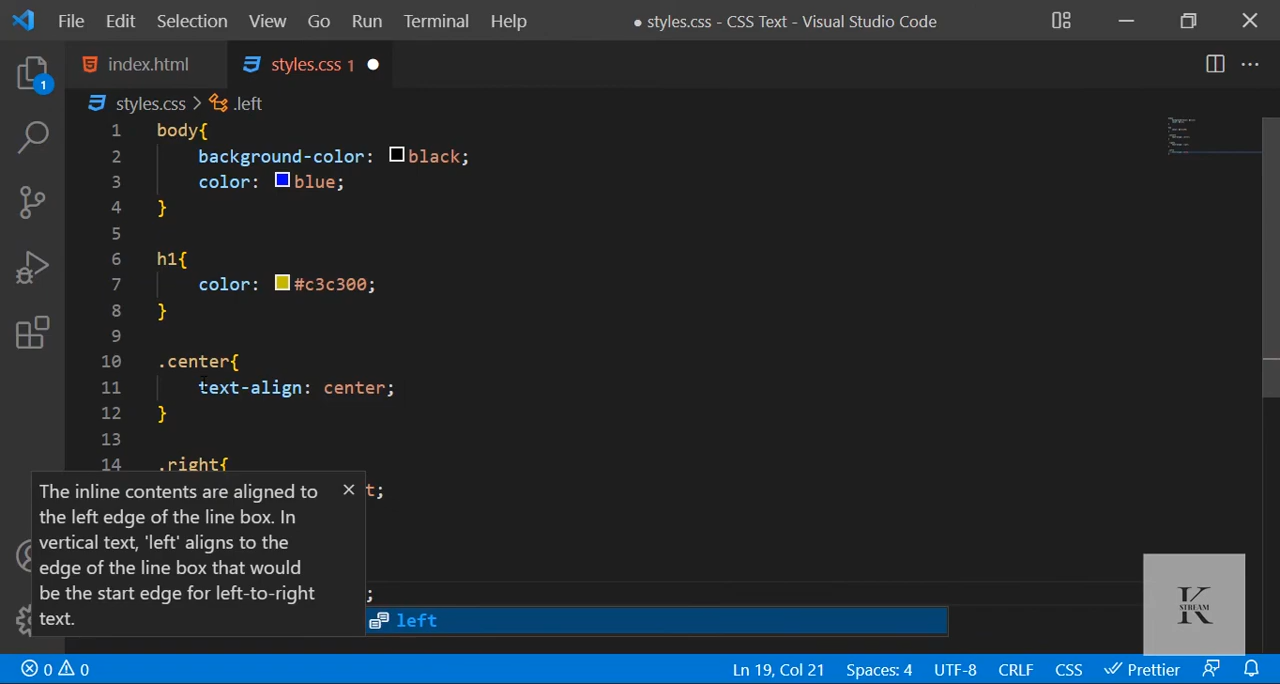 File Edit Selection View Go Run Terminal Help
● styles.css - CSS Text - Visual Studio Code
index.html styles.css 1
1
styles.css > .left
1 body{
2 background-color: black;
3 color: blue;
4 }
5
6 h1{
7 color: #c3c300;
8 }
9
10 .center{
11 text-align: center;
12 }
13
14 .right{
t;
;
The inline contents are aligned to
the left edge of the line box. In
vertical text, 'left' aligns to the
edge of the line box that would
be the start edge for left-to-right
text.
left
K
STREAM
0 0 Ln 19, Col 21 Spaces: 4 UTF-8 CRLF CSS Prettier